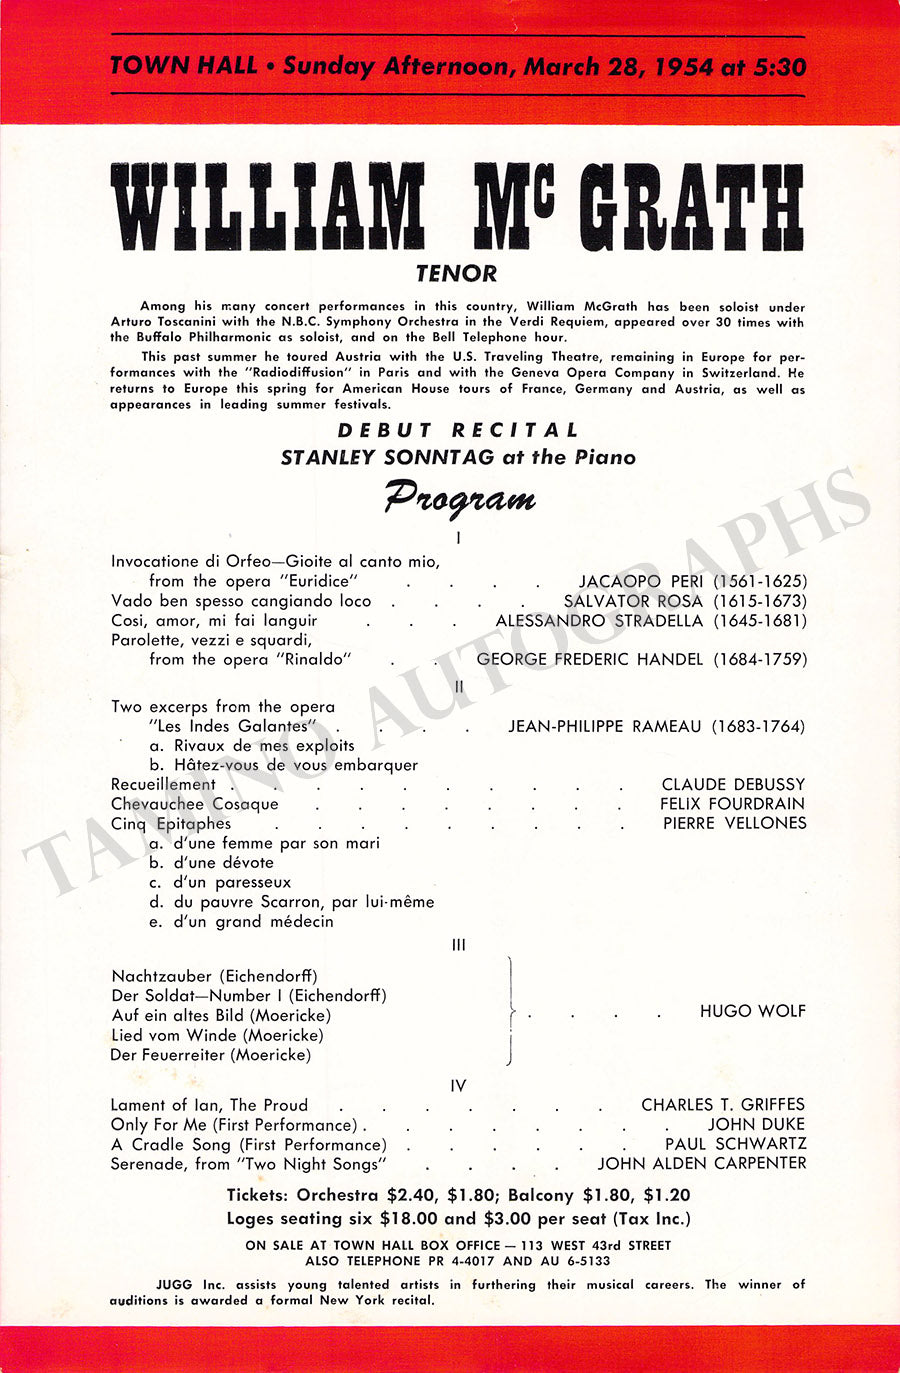 TOWN HALL • Sunday Afternoon, March 28, 1954 at 5:30
WILLIAM McGRATH
TENOR
Among his many concert performances in this country, William McGrath has been soloist under
Arturo Toscanini with the N.B.C. Symphony Orchestra in the Verdi Requiem, appeared over 30 times with
the Buffalo Philharmonic as soloist, and on the Bell Telephone hour.
This past summer he toured Austria with the U.S. Traveling Theatre, remaining in Europe for per-
formances with the "Radiodiffusion" in Paris and with the Geneva Opera Company in Switzerland. He
returns to Europe this spring for American House tours of France, Germany and Austria, as well as
appearances in leading summer festivals.
DEBUT RECITAL
STANLEY SONNTAG at the Piano
Program
I
Invocatione di Orfeo—Gioite al canto mio,
from the opera "Euridice" . . . . JACAOPO PERI (1561-1625)
Vado ben spesso cangiando loco . . . . SALVATOR ROSA (1615-1673)
Cosi, amor, mi fai languir . . . ALESSANDRO STRADELLA (1645-1681)
Parolette, vezzi e squardi,
from the opera "Rinaldo" . . GEORGE FREDERIC HANDEL (1684-1759)
II
Two excerps from the opera
"Les Indes Galantes" . . . . JEAN-PHILIPPE RAMEAU (1683-1764)
a. Rivaux de mes exploits
b. Hâtez-vous de vous embarquer
Recueillement . . . . . . . . . . CLAUDE DEBUSSY
Chevauchee Cosaque . . . . . . . . FELIX FOURDRAIN
Cinq Epitaphes . . . . . . . . . PIERRE VELLONES
a. d'une femme par son mari
b. d'une dévote
c. d'un paresseux
d. du pauvre Scarron, par lui-même
e. d'un grand médecin
III
Nachtzauber (Eichendorff)
Der Soldat—Number I (Eichendorff)
Auf ein altes Bild (Moericke) . . . . HUGO WOLF
Lied vom Winde (Moericke)
Der Feuerreiter (Moericke)
IV
Lament of Ian, The Proud . . . . . . . CHARLES T. GRIFFES
Only For Me (First Performance) . . . . . . . . JOHN DUKE
A Cradle Song (First Performance) . . . . . . PAUL SCHWARTZ
Serenade, from "Two Night Songs" . . . . JOHN ALDEN CARPENTER
Tickets: Orchestra $2.40, $1.80; Balcony $1.80, $1.20
Loges seating six $18.00 and $3.00 per seat (Tax Inc.)
ON SALE AT TOWN HALL BOX OFFICE — 113 WEST 43rd STREET
ALSO TELEPHONE PR 4-4017 AND AU 6-5133
JUGG Inc. assists young talented artists in furthering their musical careers. The winner of
auditions is awarded a formal New York recital.
TAMINO AUTOGRAPHS